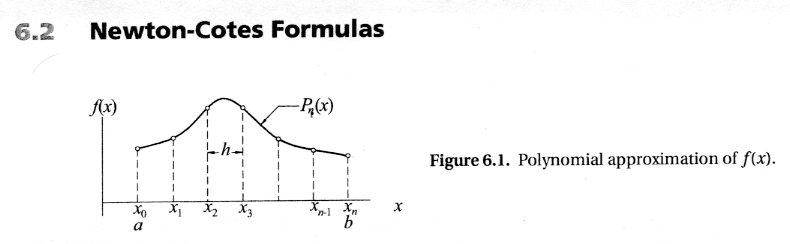 6.2 Newton-Cotes Formulas
f(x)
Pₙ(x)
h
Figure 6.1. Polynomial approximation of f(x).
x₀ x₁ x₂ x₃ xₙ₋₁ xₙ x
a b